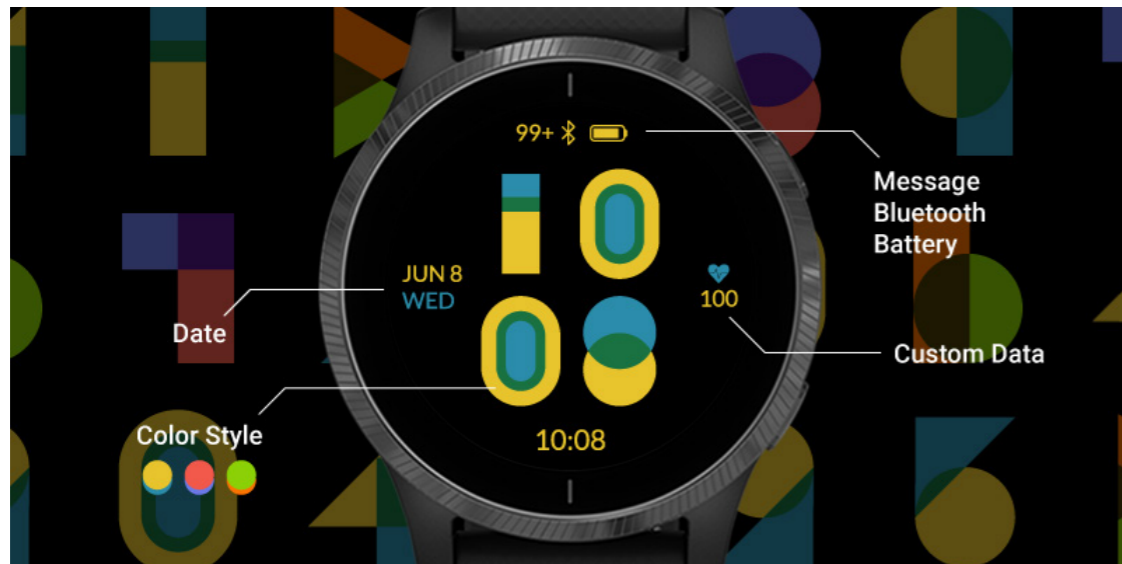 99+
Message
Bluetooth
Battery
JUN 8
WED
100
Date
Custom Data
Color Style
10:08